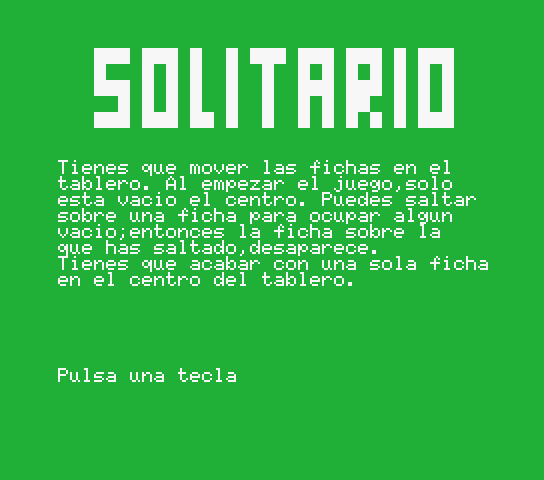 SOLITARIO
Tienes que mover las fichas en el
tablero. Al empezar el juego,solo
esta vacio el centro. Puedes saltar
sobre una ficha para ocupar algun
vacio;entonces la ficha sobre la
que has saltado,desaparece.
Tienes que acabar con una sola ficha
en el centro del tablero.
Pulsa una tecla